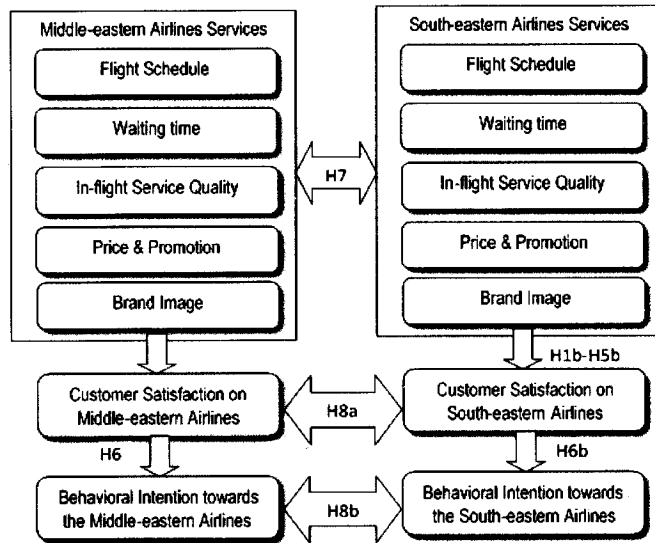 Middle-eastern Airlines Services
Flight Schedule
Waiting time
In-flight Service Quality
Price & Promotion
Brand Image
South-eastern Airlines Services
Flight Schedule
Waiting time
In-flight Service Quality
Price & Promotion
Brand Image
H7
H1b-H5b
Customer Satisfaction on
Middle-eastern Airlines
H8a
Customer Satisfaction on
South-eastern Airlines
H6
H6b
Behavioral Intention towards
the Middle-eastern Airlines
H8b
Behavioral Intention towards
the South-eastern Airlines